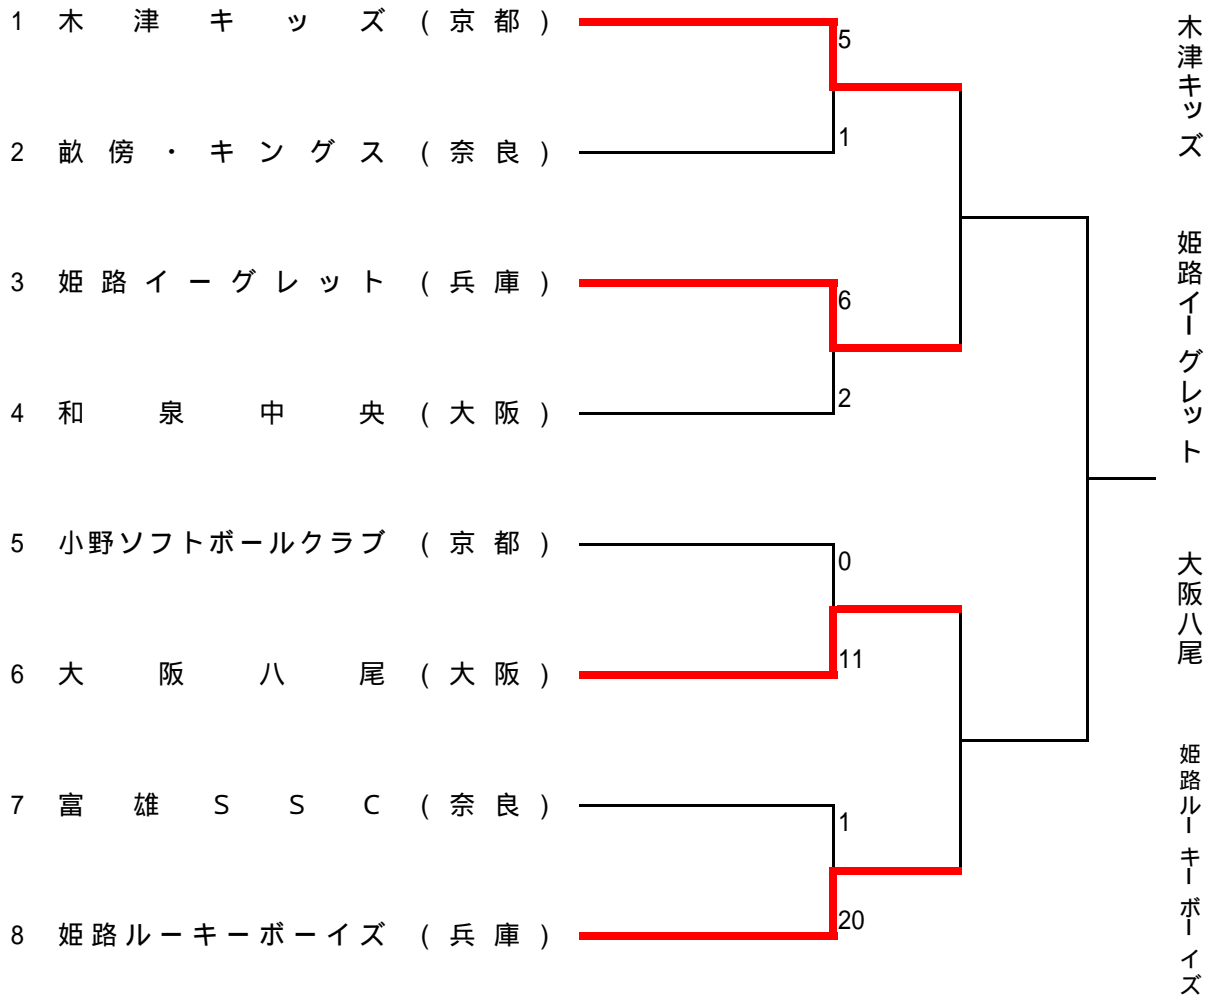 1 木津キッズ (京都)
5
2 畝傍・キングス (奈良)
1
3 姫路イーグレット (兵庫)
6
4 和泉中央 (大阪)
2
5 小野ソフトボールクラブ (京都)
0
6 大阪八尾 (大阪)
11
7 富雄SSC (奈良)
1
8 姫路ルーキーボーイズ (兵庫)
20
木津キッズ
姫路イーグレット
大阪八尾
姫路ルーキーボーイズ